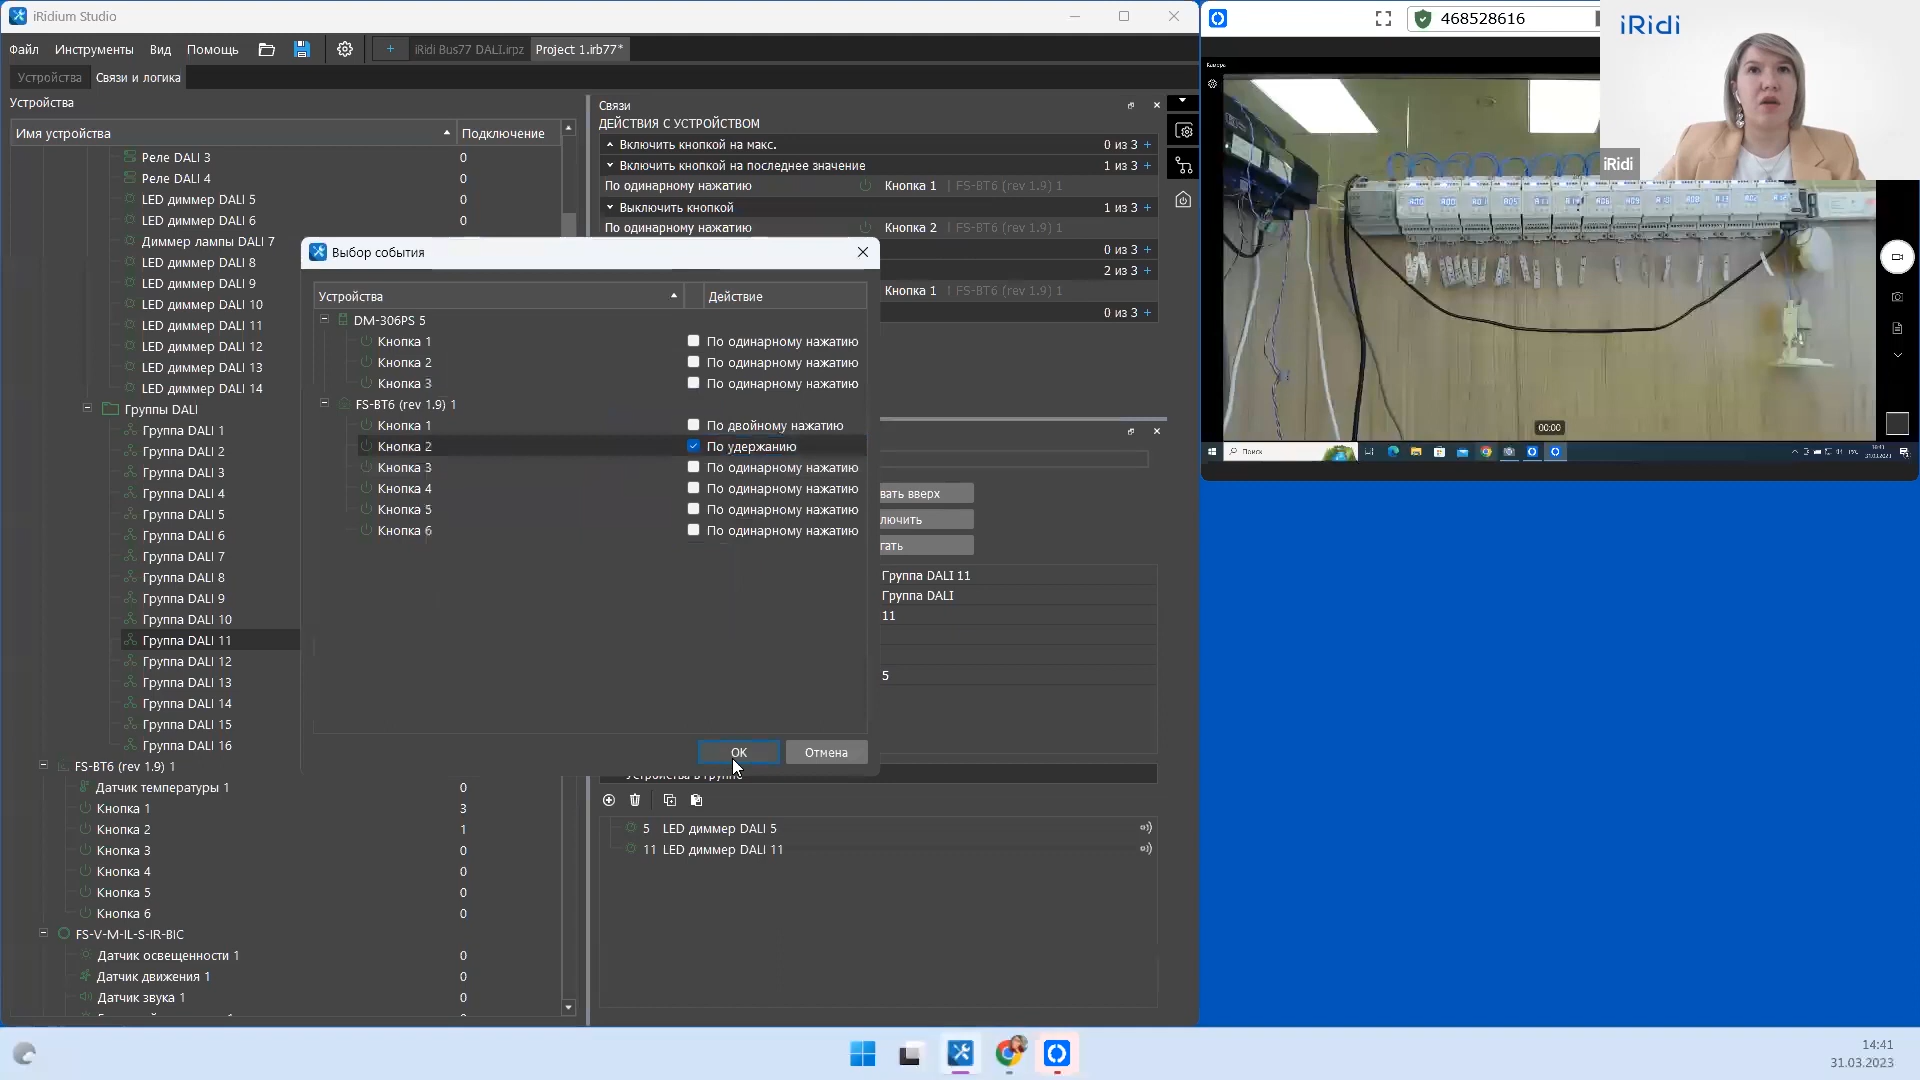 iRidium Studio
Файл Инструменты Вид Помощь + iRidi Bus77 DALI.irpz Project 1.irb77*
Устройства Связи и логика
Устройства
Имя устройства Подключение
Реле DALI 3 0
Реле DALI 4 0
LED диммер DALI 5 0
LED диммер DALI 6 0
Диммер лампы DALI 7
LED диммер DALI 8
LED диммер DALI 9
LED диммер DALI 10
LED диммер DALI 11
LED диммер DALI 12
LED диммер DALI 13
LED диммер DALI 14
Группы DALI
Группа DALI 1
Группа DALI 2
Группа DALI 3
Группа DALI 4
Группа DALI 5
Группа DALI 6
Группа DALI 7
Группа DALI 8
Группа DALI 9
Группа DALI 10
Группа DALI 11
Группа DALI 12
Группа DALI 13
Группа DALI 14
Группа DALI 15
Группа DALI 16
FS-BT6 (rev 1.9) 1
Датчик температуры 1 0
Кнопка 1 3
Кнопка 2 1
Кнопка 3 0
Кнопка 4 0
Кнопка 5 0
Кнопка 6 0
FS-V-M-IL-S-IR-BIC
Датчик освещенности 1 0
Датчик движения 1 0
Датчик звука 1 0
Выбор события
Устройства Действие
DM-306PS 5
Кнопка 1 По одинарному нажатию
Кнопка 2 По одинарному нажатию
Кнопка 3 По одинарному нажатию
FS-BT6 (rev 1.9) 1
Кнопка 1 По двойному нажатию
Кнопка 2 По удержанию
Кнопка 3 По одинарному нажатию
Кнопка 4 По одинарному нажатию
Кнопка 5 По одинарному нажатию
Кнопка 6 По одинарному нажатию
OK Отмена
Связи
ДЕЙСТВИЯ С УСТРОЙСТВОМ
Включить кнопкой на макс. 0 из 3 +
Включить кнопкой на последнее значение 1 из 3 +
По одинарному нажатию Кнопка 1 | FS-BT6 (rev 1.9) 1
Выключить кнопкой 1 из 3 +
По одинарному нажатию Кнопка 2 | FS-BT6 (rev 1.9) 1
0 из 3 +
2 из 3 +
Кнопка 1 | FS-BT6 (rev 1.9) 1
0 из 3 +
вать вверх
лючить
гать
Группа DALI 11
Группа DALI
11
5
Устройства в группе
5 LED диммер DALI 5
11 LED диммер DALI 11
468528616
iRidi
iRidi
Камера
00:00
Поиск
14:41
31.03.2023
14:41
31.03.2023